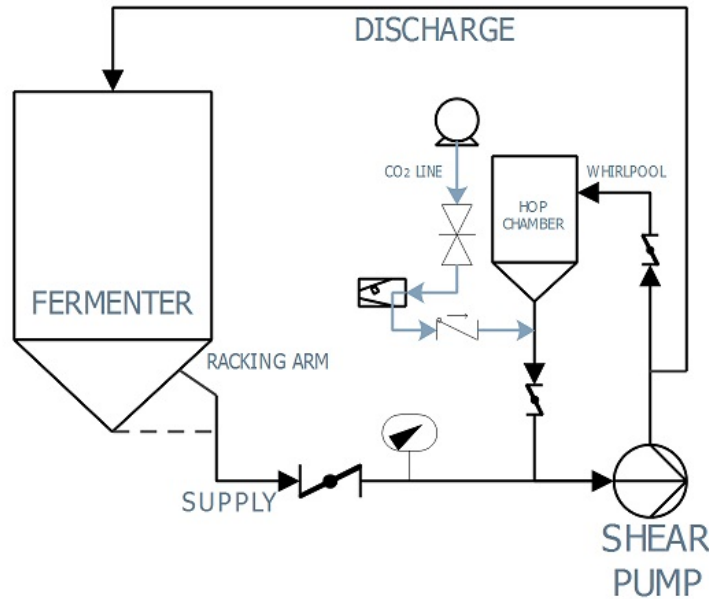 DISCHARGE
CO₂ LINE
WHIRLPOOL
HOP
CHAMBER
FERMENTER
RACKING ARM
SUPPLY
SHEAR
PUMP